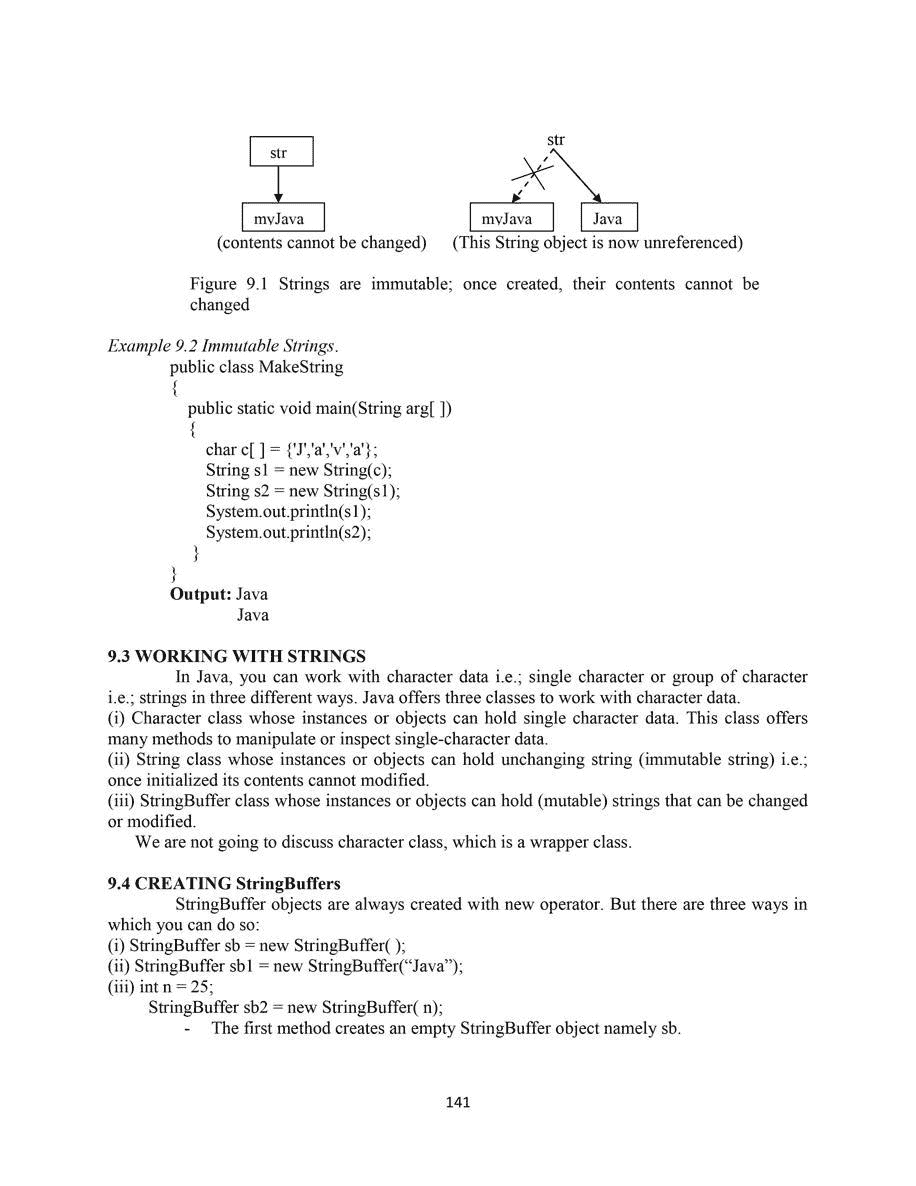 str
str
myJava
myJava
Java
(contents cannot be changed)
(This String object is now unreferenced)
Figure 9.1 Strings are immutable; once created, their contents cannot be
changed
Example 9.2 Immutable Strings.
public class MakeString
{
public static void main(String arg[ ])
{
char c[ ] = {'J','a','v','a'};
String s1 = new String(c);
String s2 = new String(s1);
System.out.println(s1);
System.out.println(s2);
}
}
Output: Java
Java
9.3 WORKING WITH STRINGS
In Java, you can work with character data i.e.; single character or group of character
i.e.; strings in three different ways. Java offers three classes to work with character data.
(i) Character class whose instances or objects can hold single character data. This class offers
many methods to manipulate or inspect single-character data.
(ii) String class whose instances or objects can hold unchanging string (immutable string) i.e.;
once initialized its contents cannot modified.
(iii) StringBuffer class whose instances or objects can hold (mutable) strings that can be changed
or modified.
We are not going to discuss character class, which is a wrapper class.
9.4 CREATING StringBuffers
StringBuffer objects are always created with new operator. But there are three ways in
which you can do so:
(i) StringBuffer sb = new StringBuffer( );
(ii) StringBuffer sb1 = new StringBuffer(“Java”);
(iii) int n = 25;
StringBuffer sb2 = new StringBuffer( n);
- The first method creates an empty StringBuffer object namely sb.
141